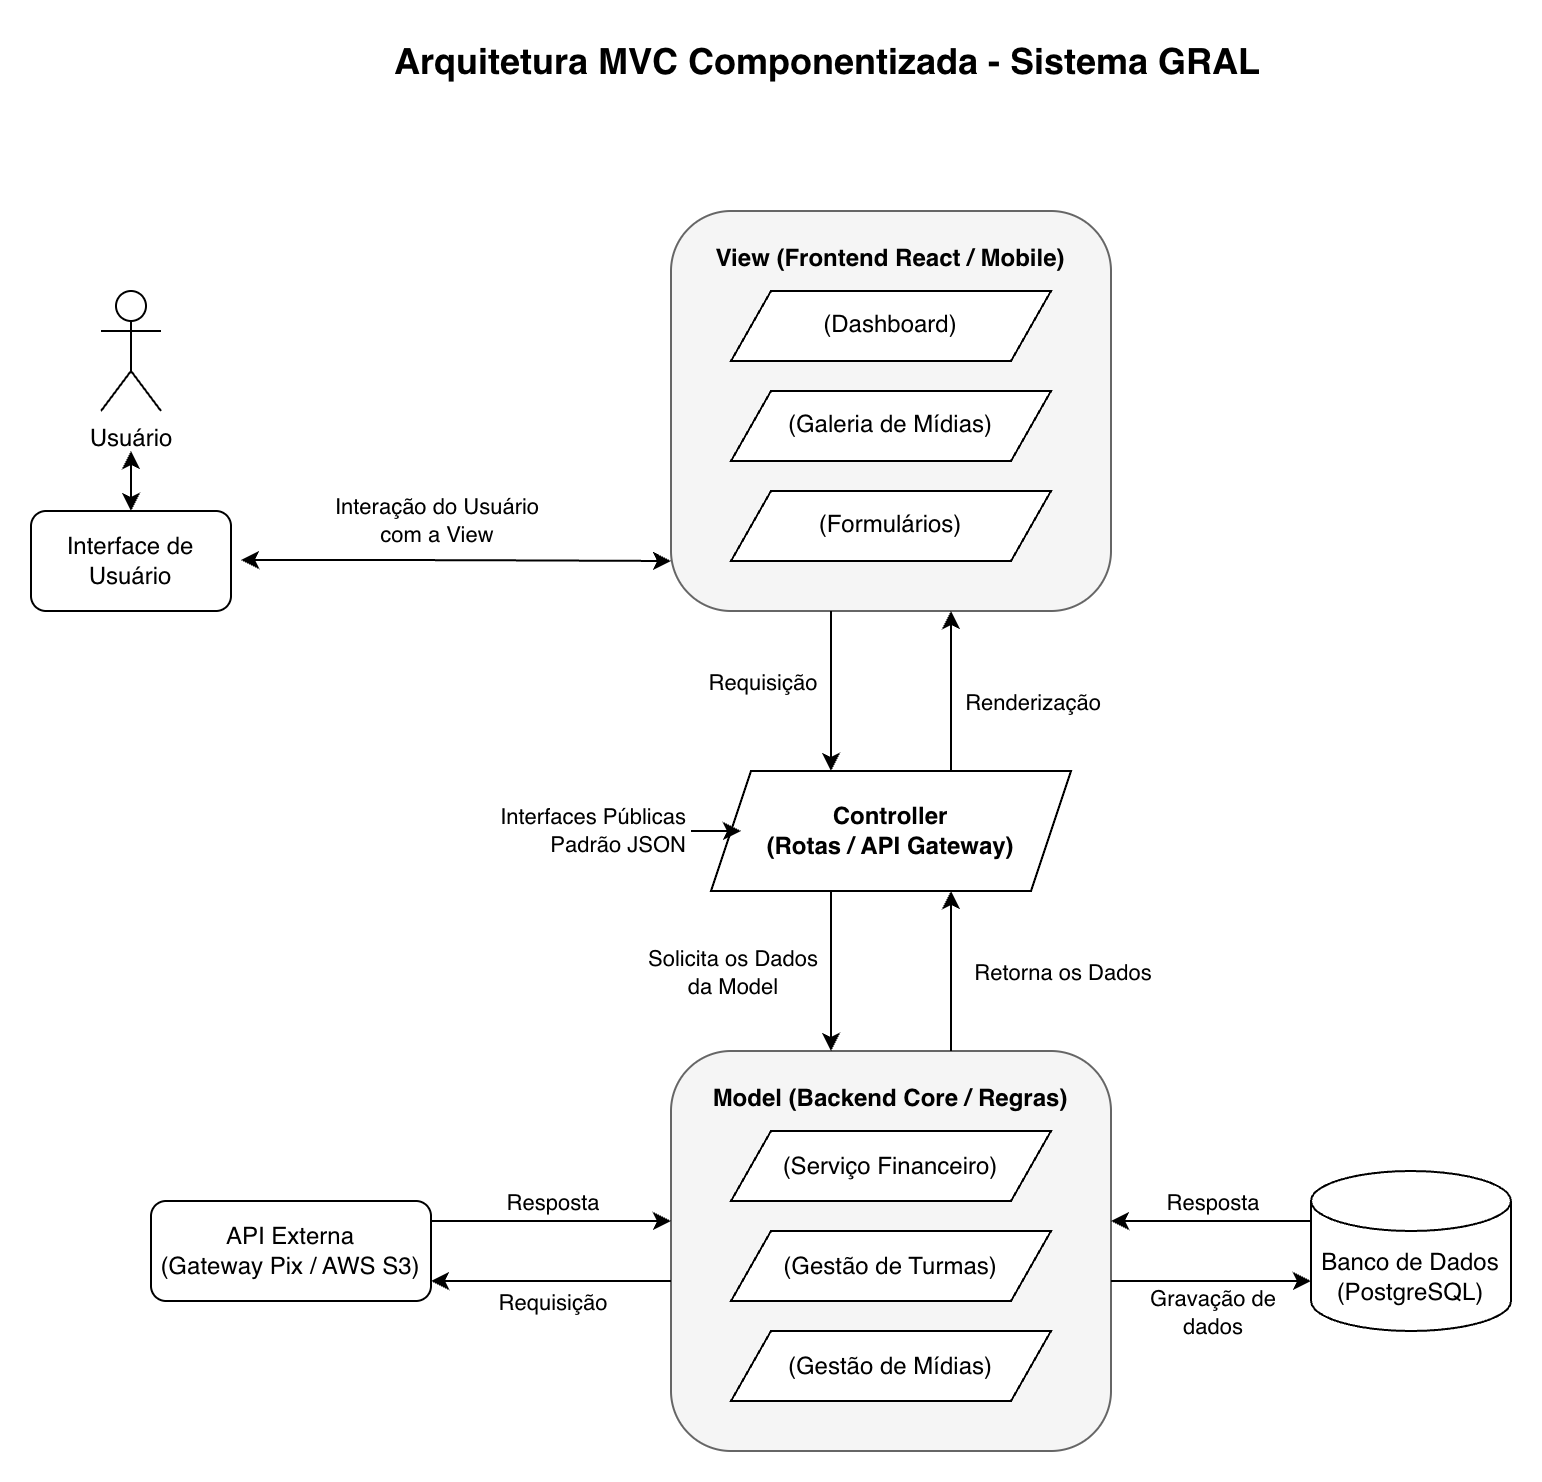 Arquitetura MVC Componentizada - Sistema GRAL
View (Frontend React / Mobile)
(Dashboard)
(Galeria de Mídias)
(Formulários)
Usuário
Interface de
Usuário
Interação do Usuário
com a View
Requisição
Renderização
Interfaces Públicas
Padrão JSON
Controller
(Rotas / API Gateway)
Solicita os Dados
da Model
Retorna os Dados
Model (Backend Core / Regras)
(Serviço Financeiro)
(Gestão de Turmas)
(Gestão de Mídias)
API Externa
(Gateway Pix / AWS S3)
Resposta
Requisição
Resposta
Gravação de
dados
Banco de Dados
(PostgreSQL)